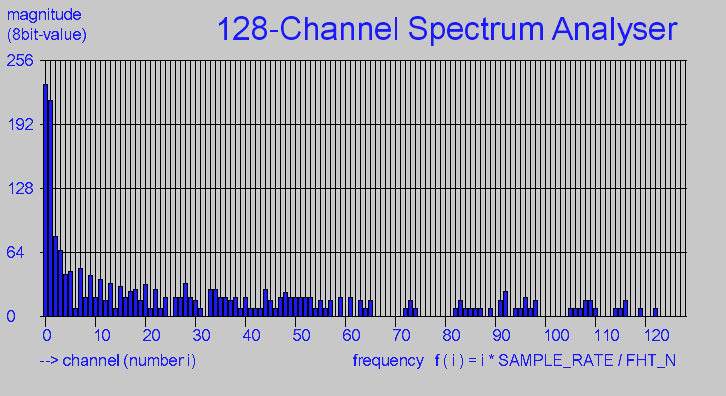 magnitude
(8bit-value)
128-Channel Spectrum Analyser
256
192
128
64
0
0 10 20 30 40 50 60 70 80 90 100 110 120
--> channel (number i)
frequency f ( i ) = i * SAMPLE_RATE / FHT_N